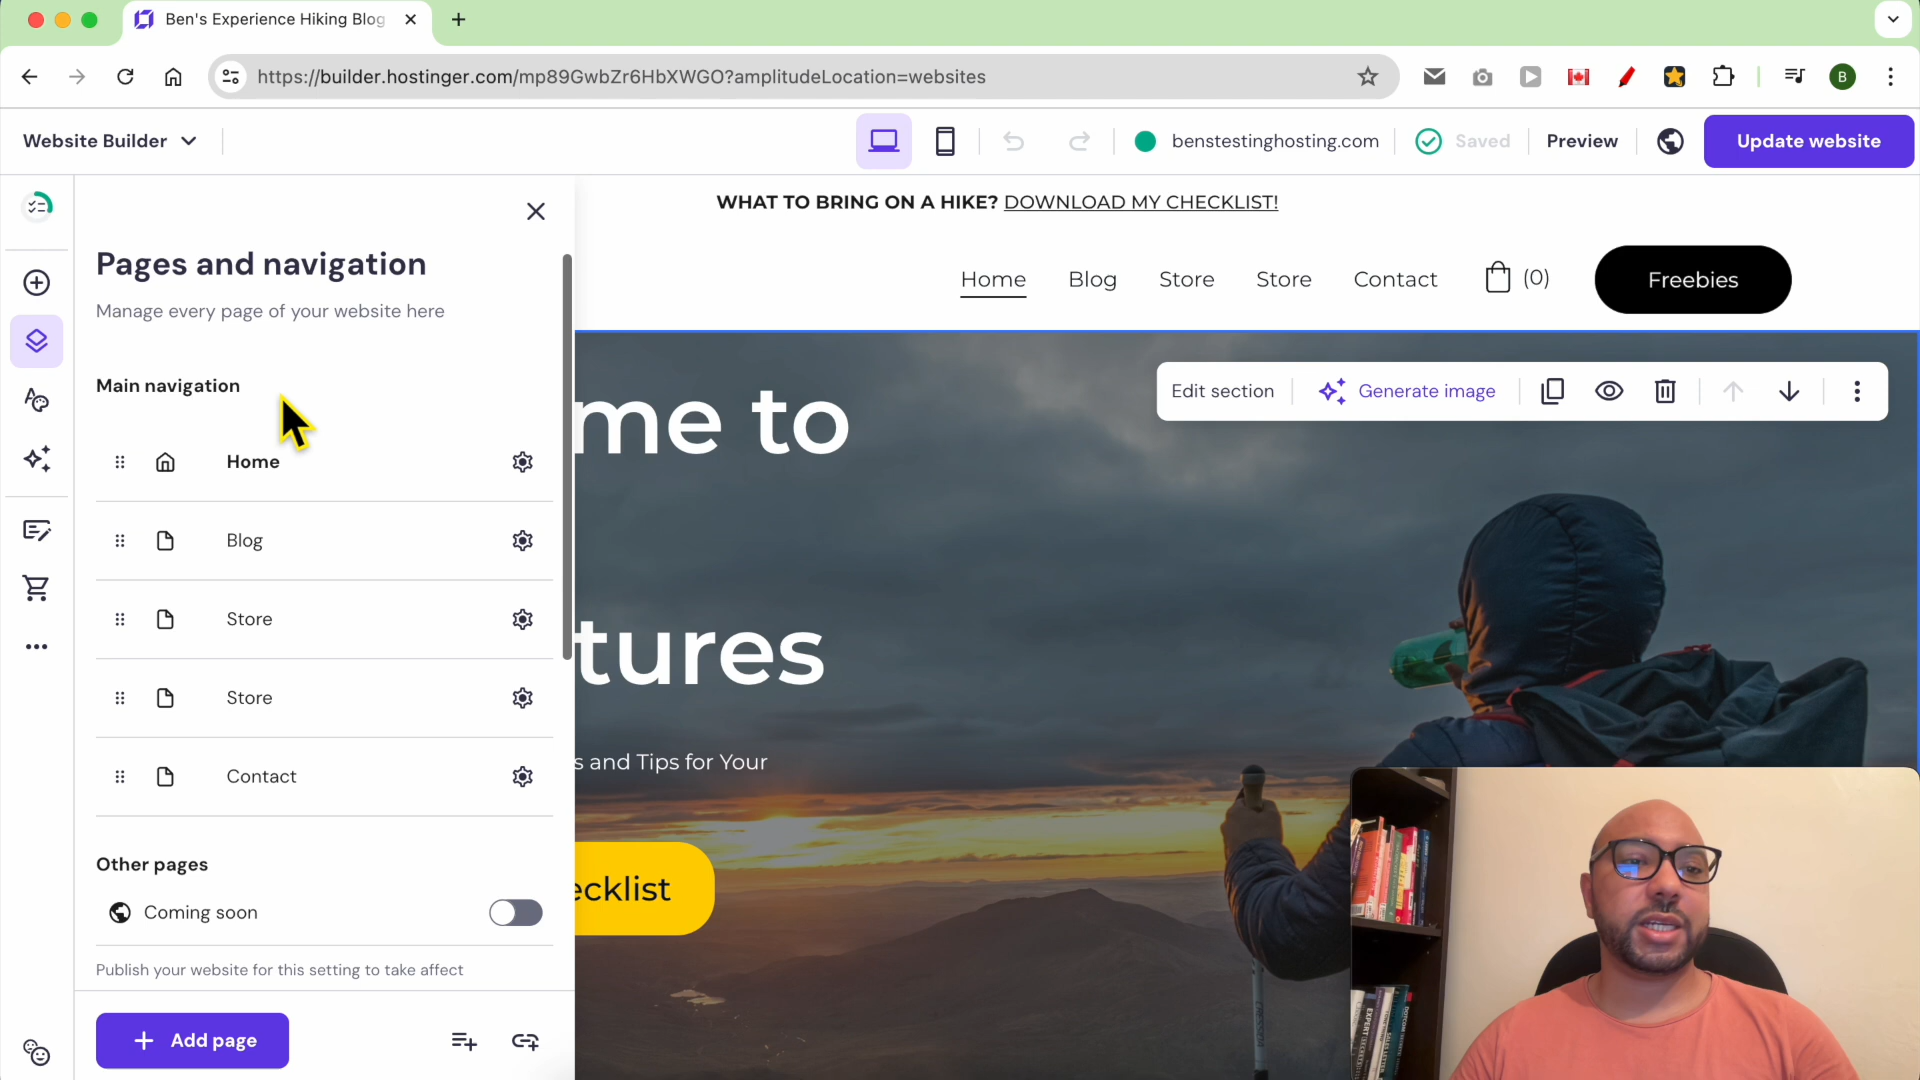 Ben's Experience Hiking Blog
https://builder.hostinger.com/mp89GwbZr6HbXWGO?amplitudeLocation=websites
B
Website Builder
benstestinghosting.com
Saved
Preview
Update website
WHAT TO BRING ON A HIKE? DOWNLOAD MY CHECKLIST!
Home
Blog
Store
Store
Contact
(0)
Freebies
Pages and navigation
Manage every page of your website here
Main navigation
Home
Blog
Store
Store
Contact
Other pages
Coming soon
Publish your website for this setting to take affect
Add page
Edit section
Generate image
me to
tures
s and Tips for Your
ecklist